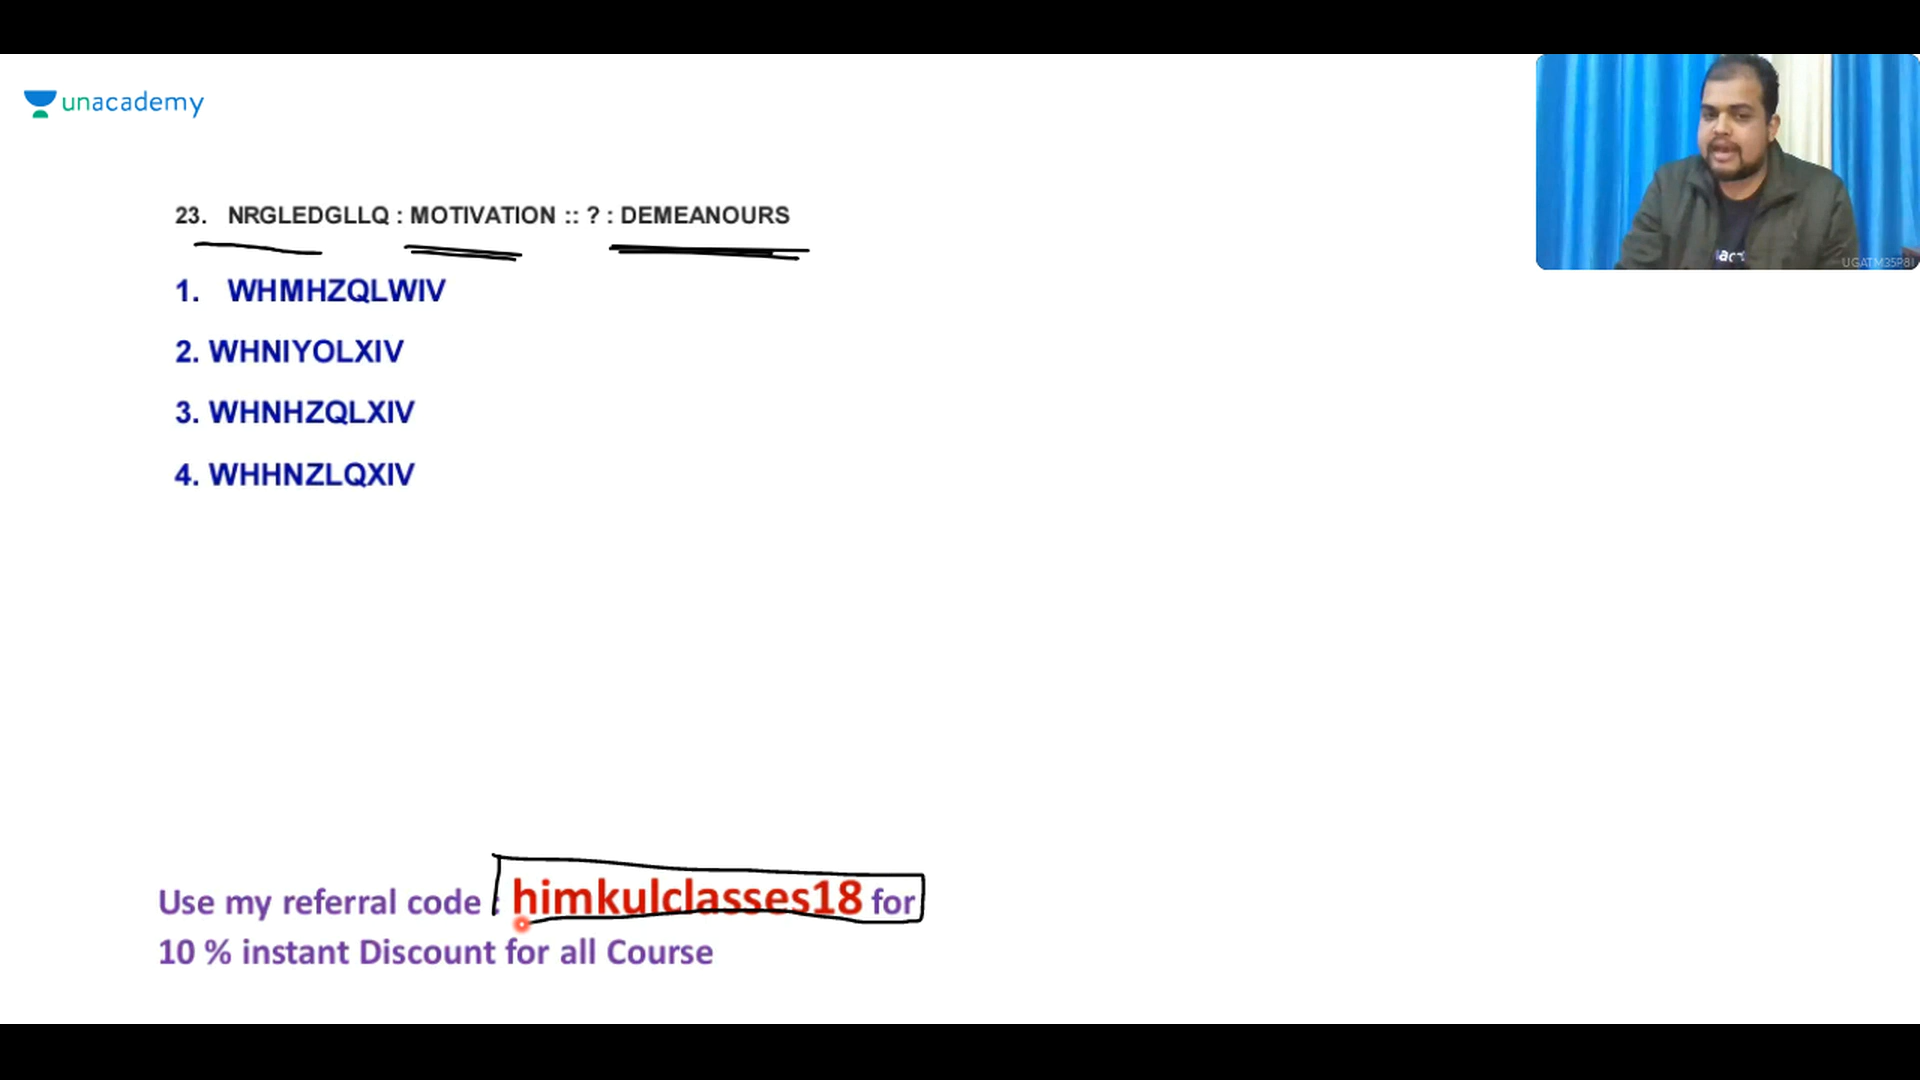 unacademy
23. NRGLEDGLLQ : MOTIVATION :: ? : DEMEANOURS
1. WHMHZQLWIV
2. WHNIYOLXIV
3. WHNHZQLXIV
4. WHHNZLQXIV
Use my referral code : himkulclasses18 for
10 % instant Discount for all Course
UGATM35P8I